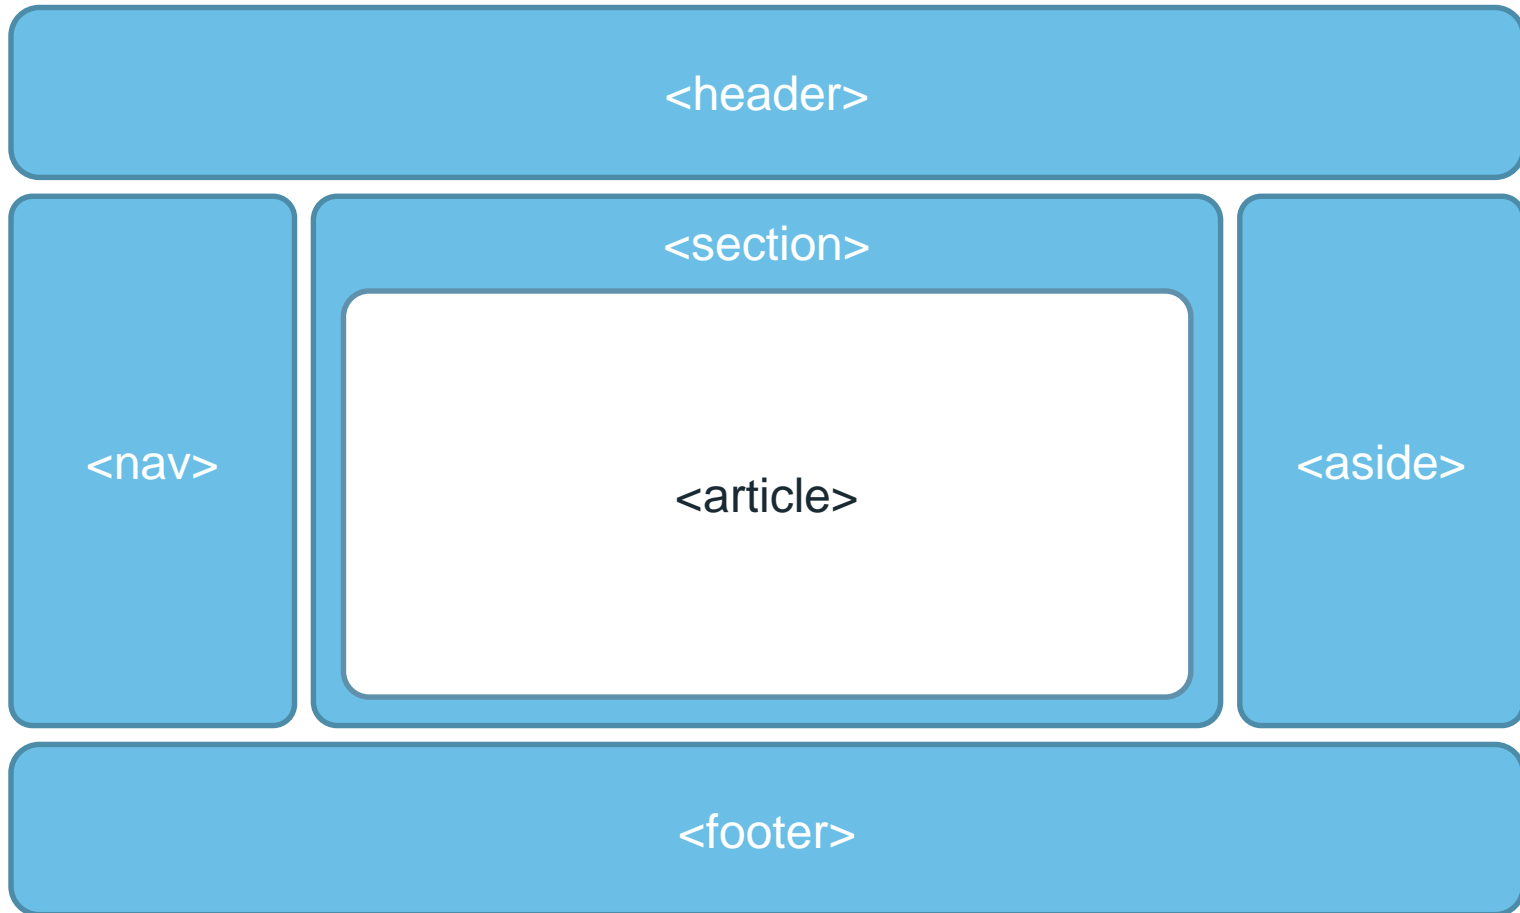 <header>
<section>
<nav>
<article>
<aside>
<footer>